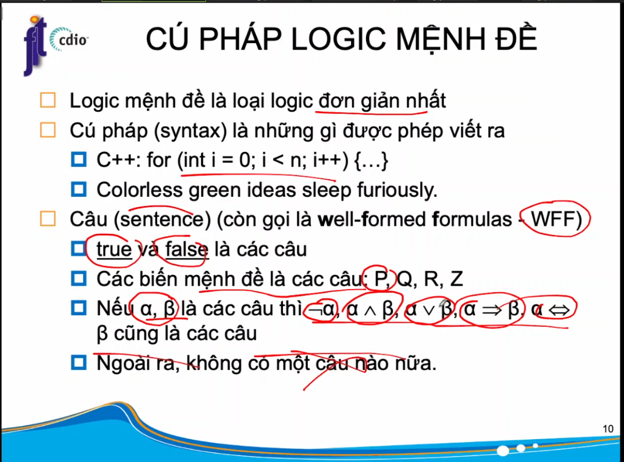 fit cdio
CÚ PHÁP LOGIC MỆNH ĐỀ
Logic mệnh đề là loại logic đơn giản nhất
Cú pháp (syntax) là những gì được phép viết ra
C++: for (int i = 0; i < n; i++) {…}
Colorless green ideas sleep furiously.
Câu (sentence) (còn gọi là well-formed formulas - WFF)
true và false là các câu
Các biến mệnh đề là các câu: P, Q, R, Z
Nếu α, β là các câu thì ¬α, α ∧ β, α ∨ β, α ⇒ β, α ⇔
β cũng là các câu
Ngoài ra, không có một câu nào nữa.
10